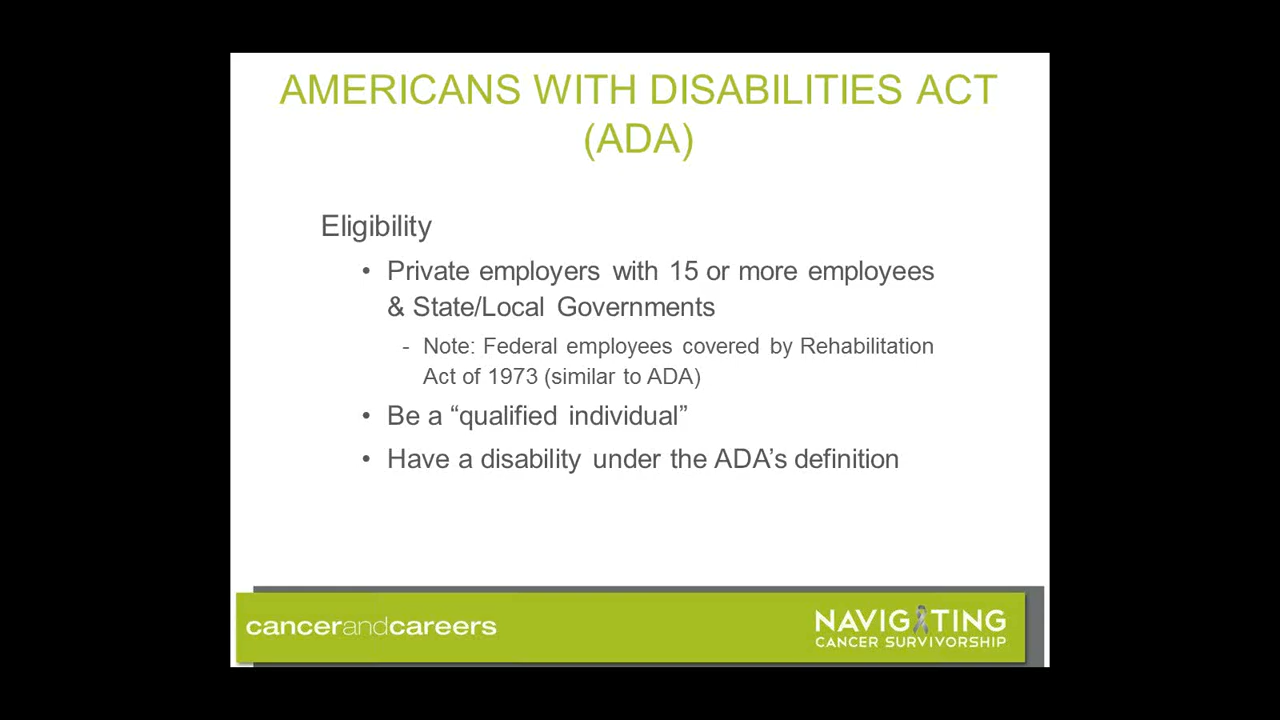 AMERICANS WITH DISABILITIES ACT
(ADA)
Eligibility
• Private employers with 15 or more employees
& State/Local Governments
- Note: Federal employees covered by Rehabilitation
Act of 1973 (similar to ADA)
• Be a “qualified individual”
• Have a disability under the ADA’s definition
cancerandcareers
NAVIGATING
CANCER SURVIVORSHIP